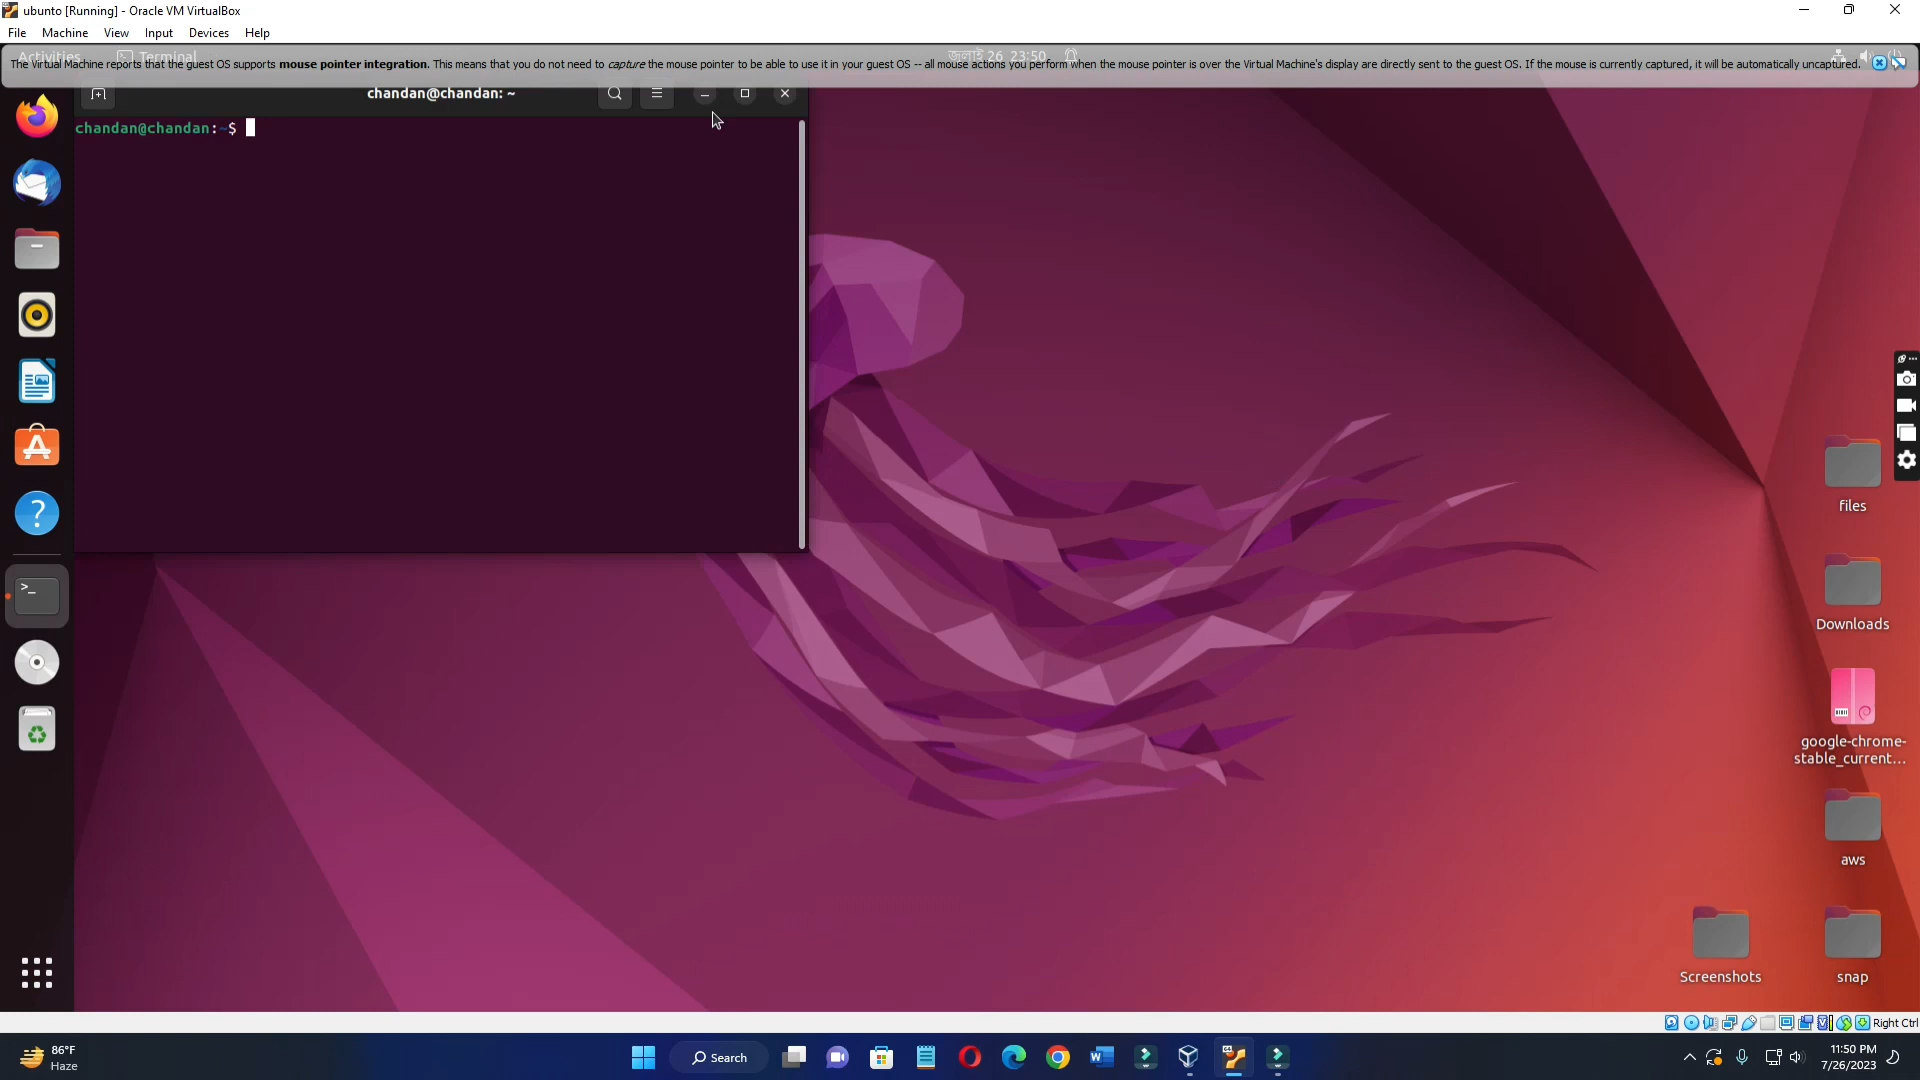 ubunto [Running] - Oracle VM VirtualBox
File Machine View Input Devices Help
Activities Terminal জুলাই 26 23:50
The Virtual Machine reports that the guest OS supports mouse pointer integration. This means that you do not need to capture the mouse pointer to be able to use it in your guest OS -- all mouse actions you perform when the mouse pointer is over the Virtual Machine's display are directly sent to the guest OS. If the mouse is currently captured, it will be automatically uncaptured.
chandan@chandan: ~
chandan@chandan:~$
files
Downloads
google-chrome-
stable_current...
aws
Screenshots
snap
Right Ctrl
86°F
Haze
Search
11:50 PM
7/26/2023